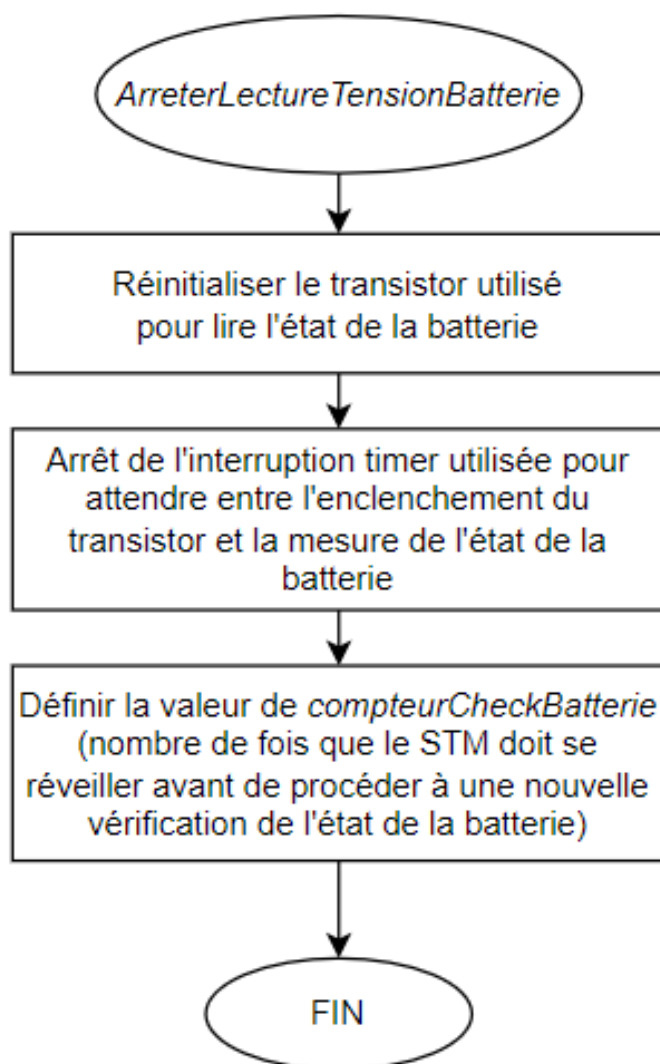 ArreterLectureTensionBatterie
Réinitialiser le transistor utilisé
pour lire l'état de la batterie
Arrêt de l'interruption timer utilisée pour
attendre entre l'enclenchement du
transistor et la mesure de l'état de la
batterie
Définir la valeur de compteurCheckBatterie
(nombre de fois que le STM doit se
réveiller avant de procéder à une nouvelle
vérification de l'état de la batterie)
FIN